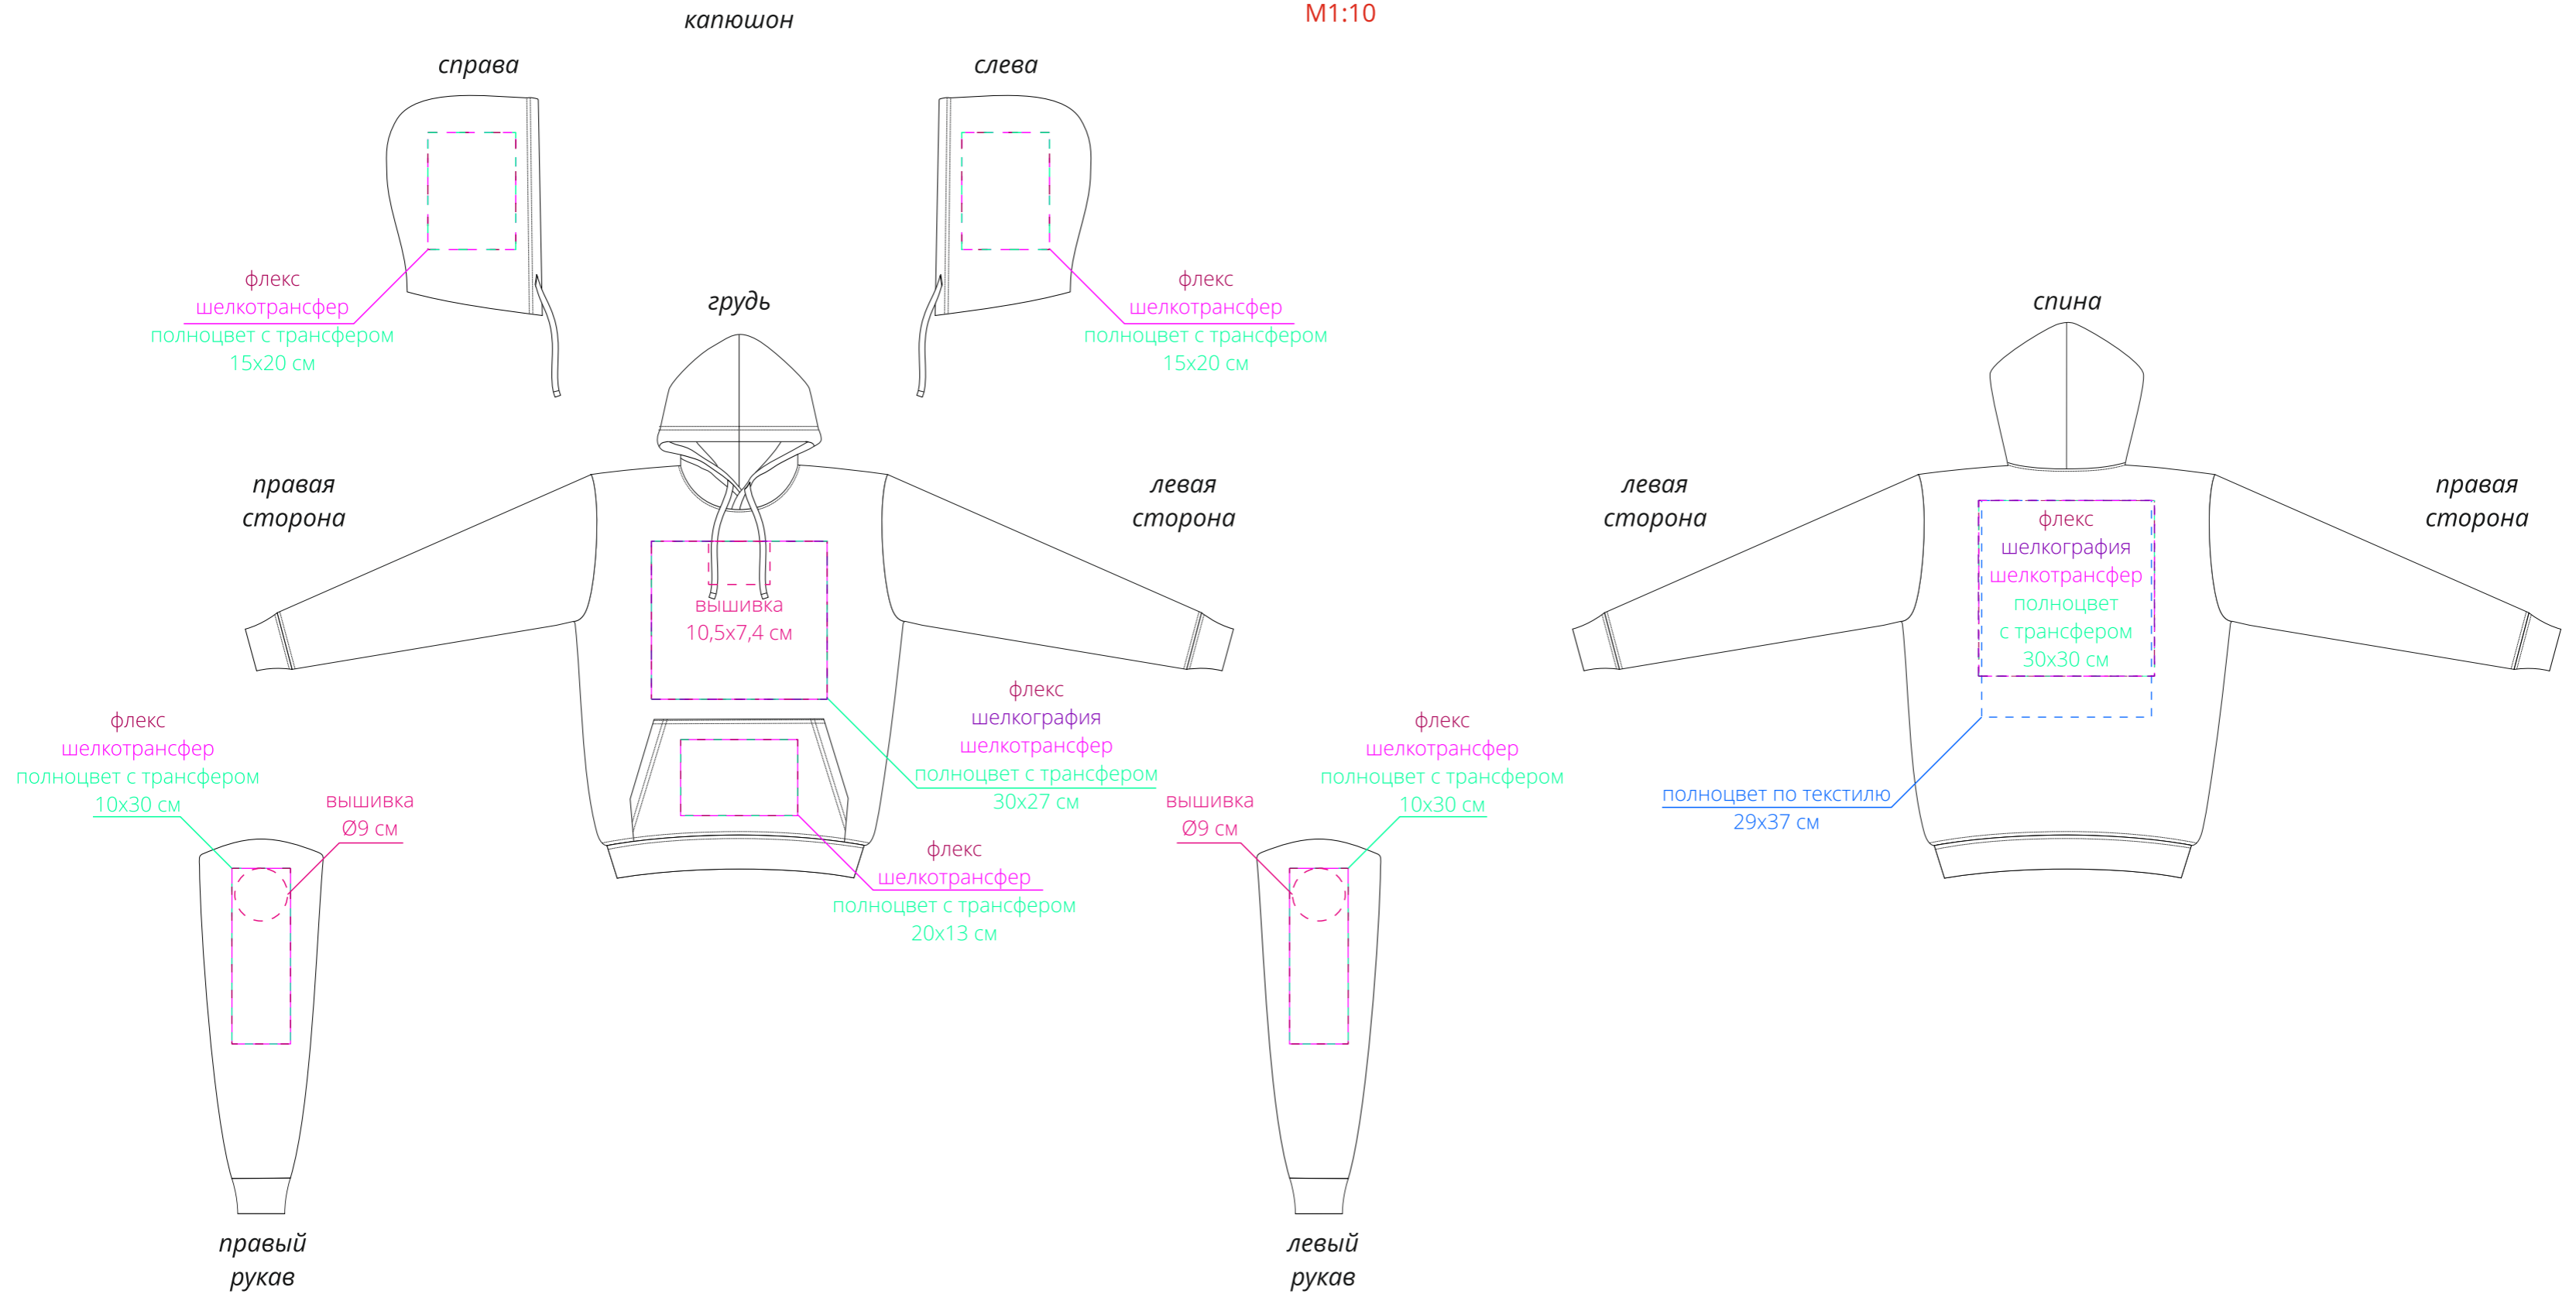 капюшон
М1:10
справа
слева
флекс
шелкотрансфер
полноцвет с трансфером
15х20 см
флекс
шелкотрансфер
полноцвет с трансфером
15х20 см
грудь
спина
правая
сторона
левая
сторона
левая
сторона
правая
сторона
вышивка
10,5х7,4 см
флекс
шелкография
шелкотрансфер
полноцвет
с трансфером
30х30 см
флекс
шелкография
шелкотрансфер
полноцвет с трансфером
30х27 см
флекс
шелкотрансфер
полноцвет с трансфером
10х30 см
вышивка
Ø9 см
флекс
шелкотрансфер
полноцвет с трансфером
20х13 см
вышивка
Ø9 см
флекс
шелкотрансфер
полноцвет с трансфером
10х30 см
полноцвет по текстилю
29х37 см
правый
рукав
левый
рукав